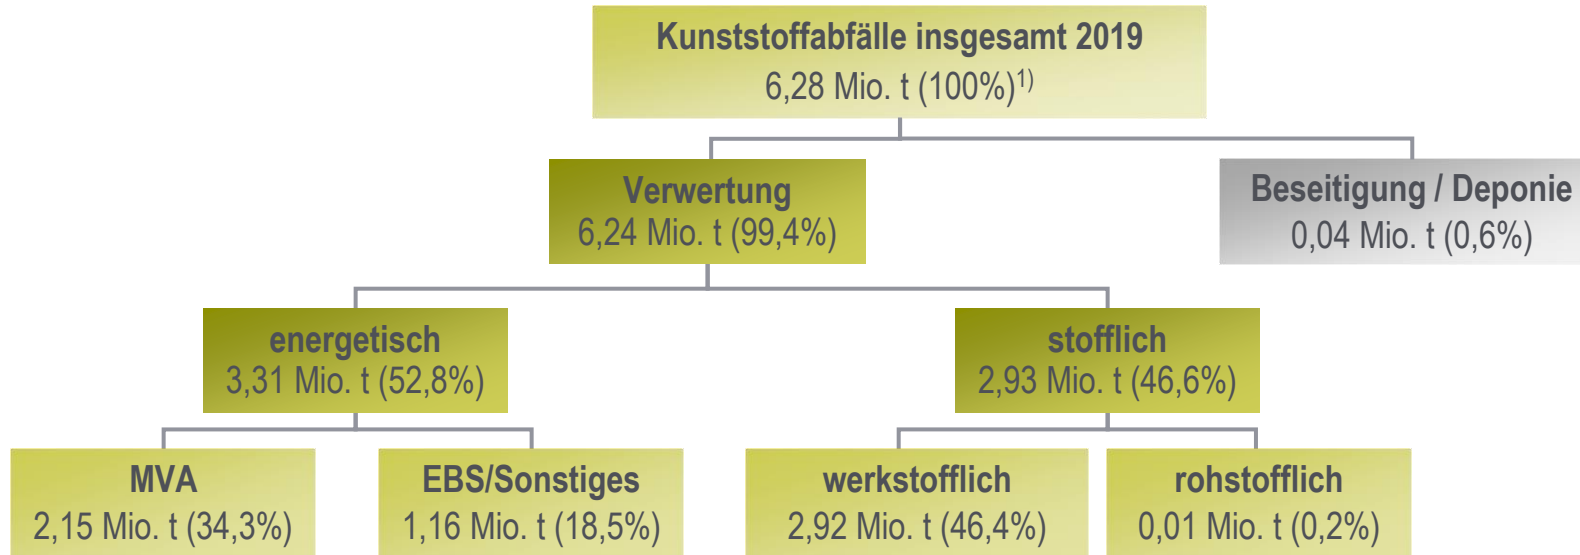 Kunststoffabfälle insgesamt 2019
6,28 Mio. t (100%)1)
Verwertung
6,24 Mio. t (99,4%)
Beseitigung / Deponie
0,04 Mio. t (0,6%)
energetisch
3,31 Mio. t (52,8%)
stofflich
2,93 Mio. t (46,6%)
MVA
2,15 Mio. t (34,3%)
EBS/Sonstiges
1,16 Mio. t (18,5%)
werkstofflich
2,92 Mio. t (46,4%)
rohstofflich
0,01 Mio. t (0,2%)